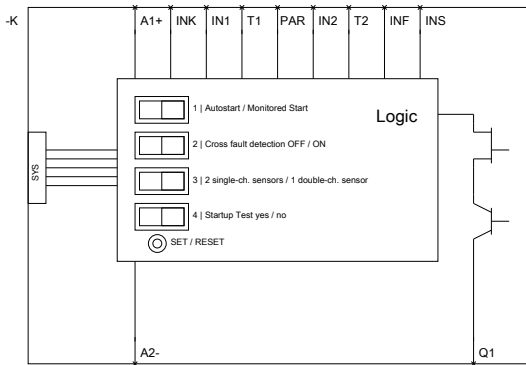 -K A1+ INK IN1 T1 PAR IN2 T2 INF INS
1 | Autostart / Monitored Start
Logic
2 | Cross fault detection OFF / ON
SYS
3 | 2 single-ch. sensors / 1 double-ch. sensor
4 | Startup Test yes / no
SET / RESET
A2- Q1